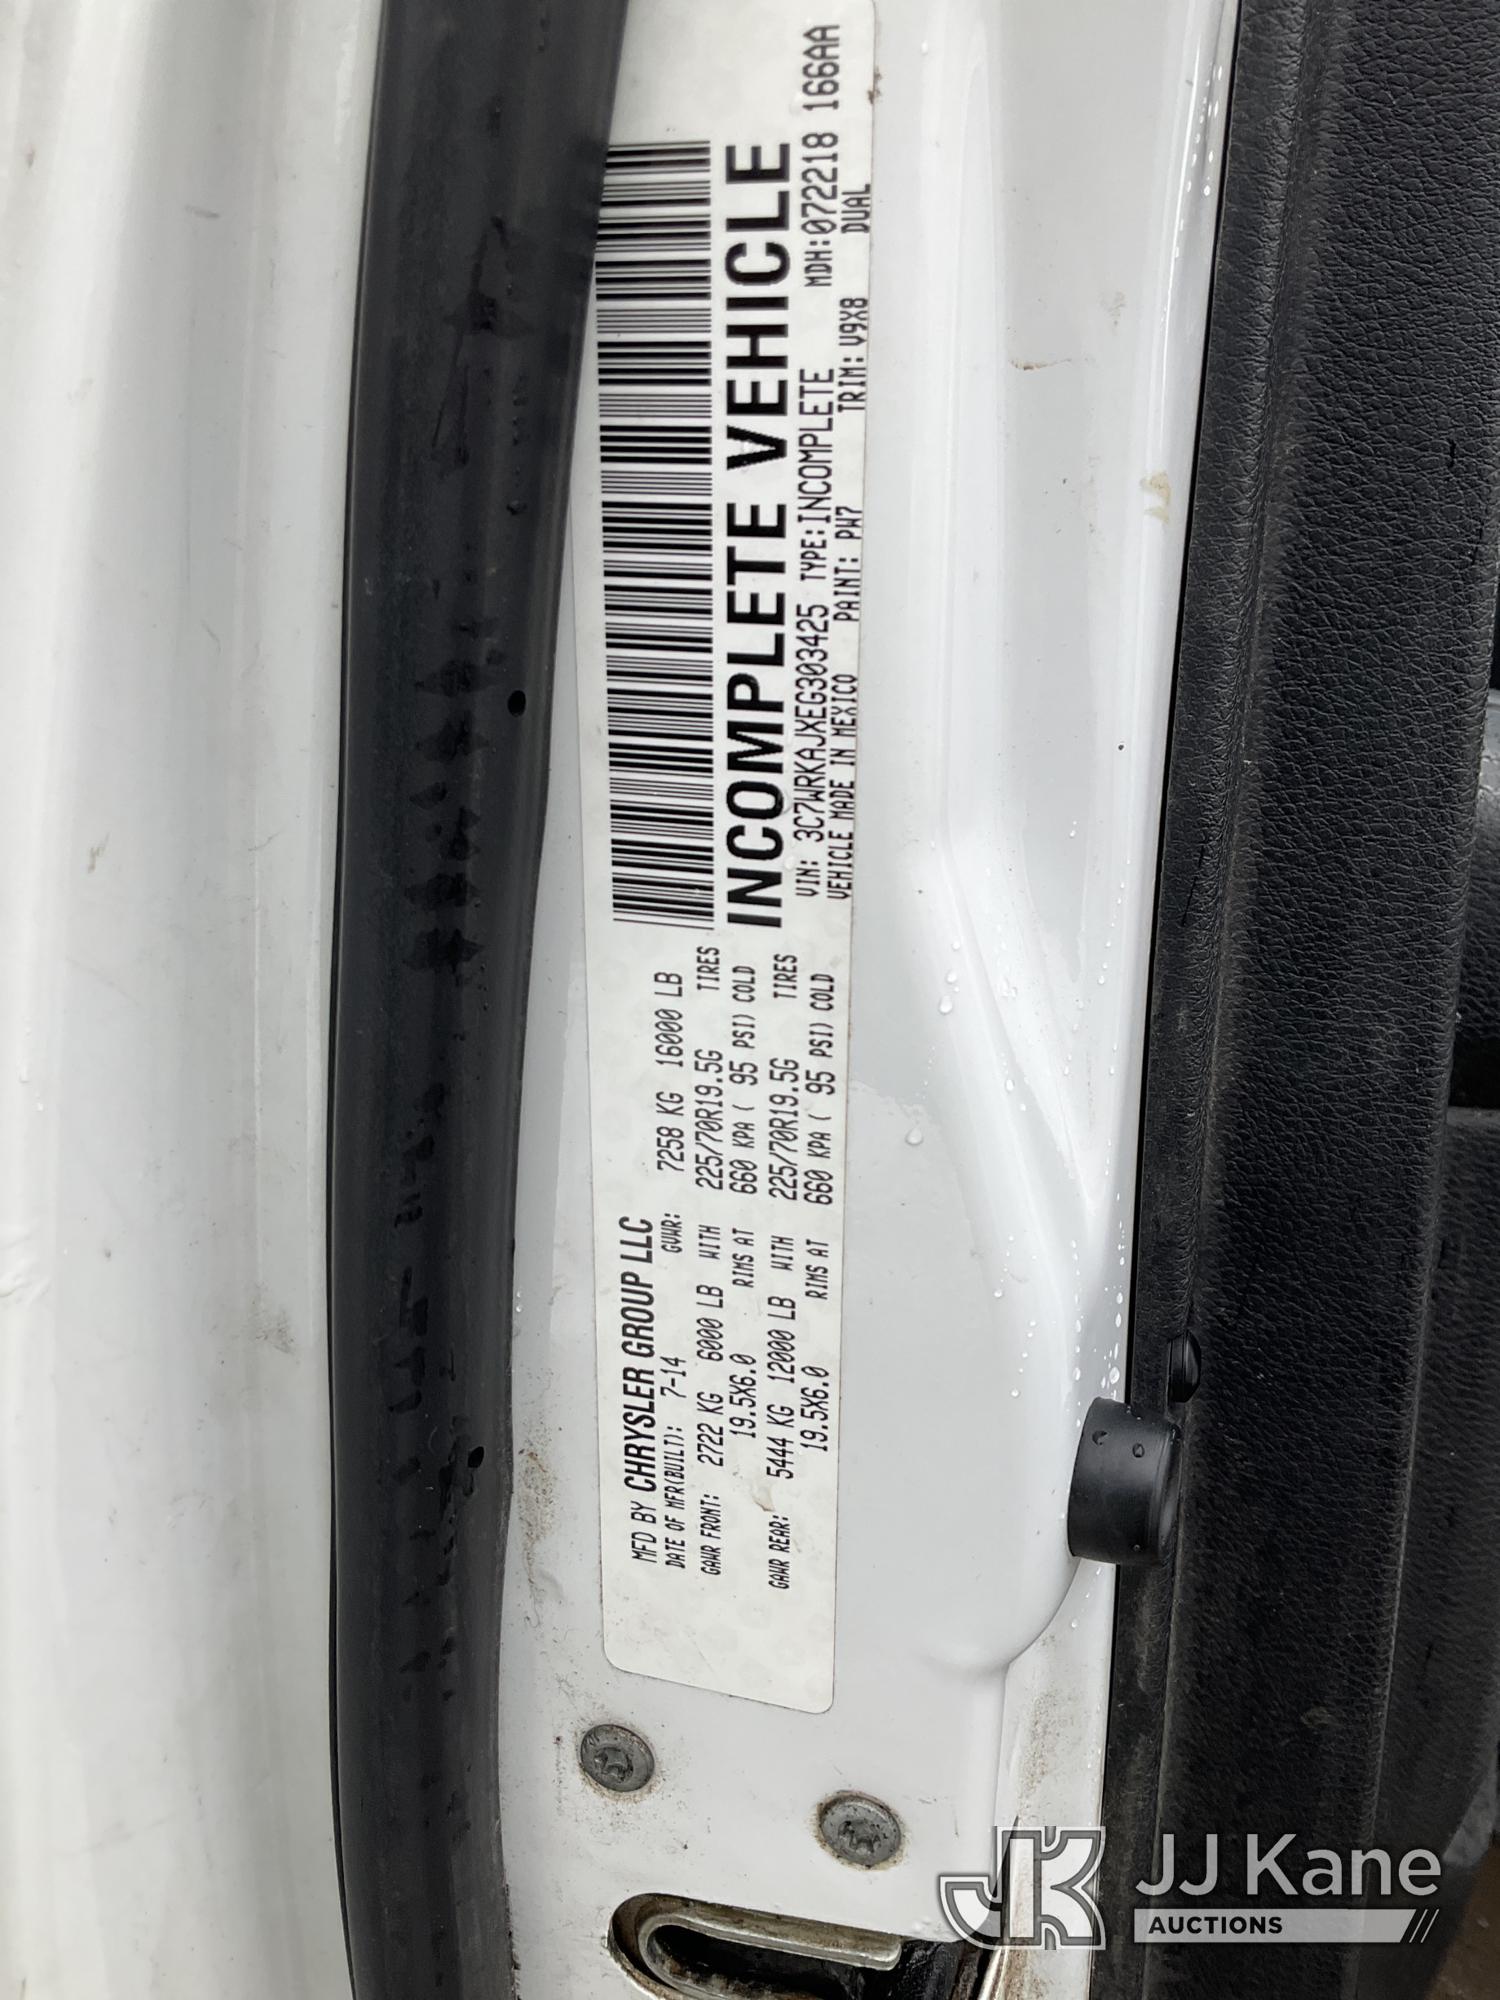 MFD BY CHRYSLER GROUP LLC
DATE OF MFR(BUILT): 7-14 GVWR: 7258 KG 16000 LB
GAWR FRONT: 2722 KG 6000 LB WITH 225/70R19.5G TIRES
19.5X6.0 RIMS AT 660 KPA ( 95 PSI) COLD
GAWR REAR: 5444 KG 12000 LB WITH 225/70R19.5G TIRES
19.5X6.0 RIMS AT 660 KPA ( 95 PSI) COLD
INCOMPLETE VEHICLE
VIN: 3C7WRKAJXEG303425 TYPE:INCOMPLETE MDH:072218 166AA
VEHICLE MADE IN MEXICO PAINT: PW7 TRIM: V9X8 DUAL
JK JJ Kane
AUCTIONS